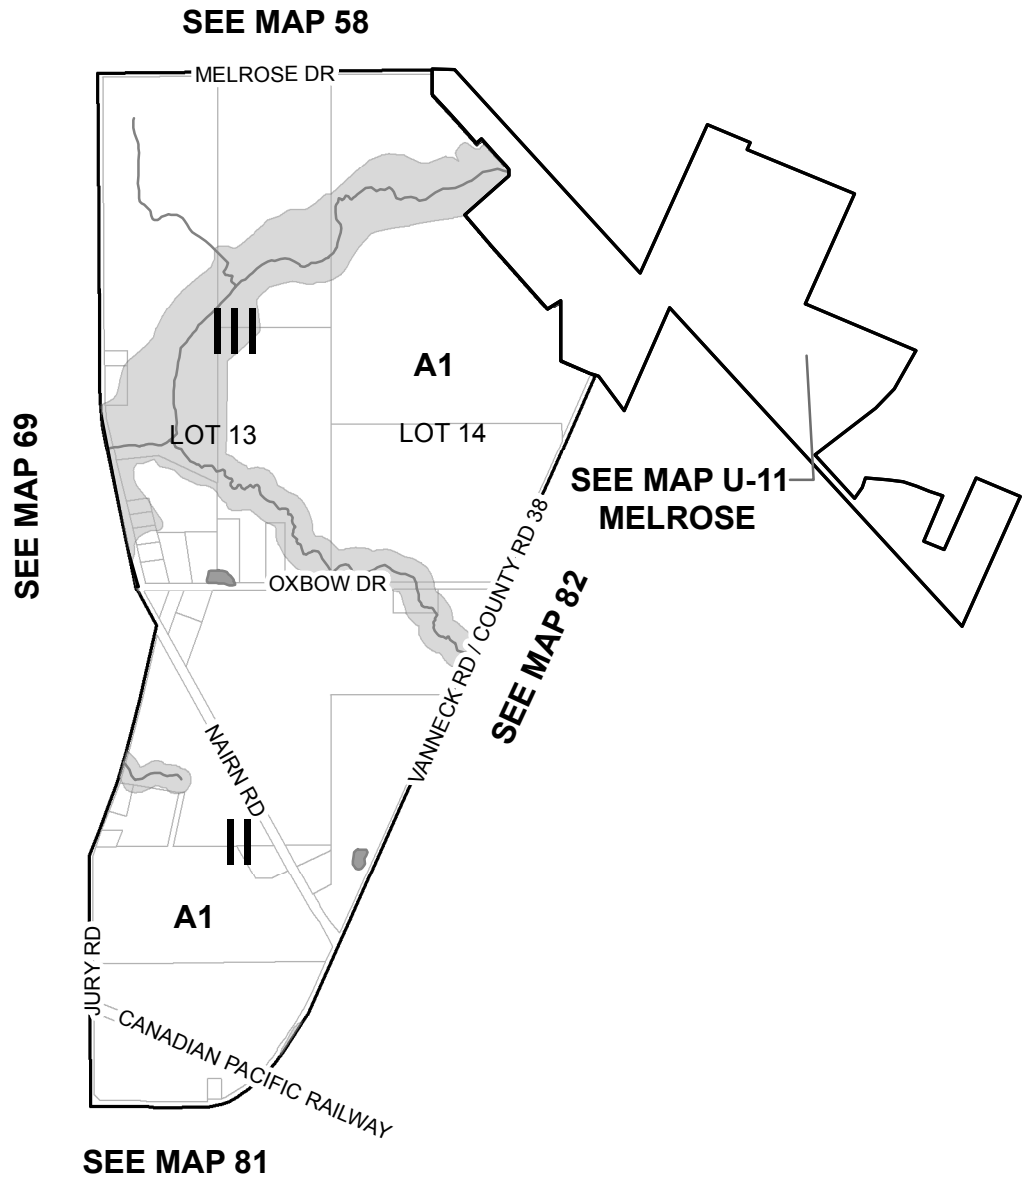 SEE MAP 58
MELROSE DR
III
A1
LOT 13
LOT 14
SEE MAP 69
SEE MAP U-11
MELROSE
OXBOW DR
VANNECK RD / COUNTY RD 38
SEE MAP 82
NAIRN RD
II
A1
JURY RD
CANADIAN PACIFIC RAILWAY
SEE MAP 81